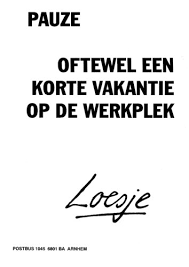 PAUZE
OFTEWEL EEN
KORTE VAKANTIE
OP DE WERKPLEK
Loesje
POSTBUS 1045 6801 BA ARNHEM